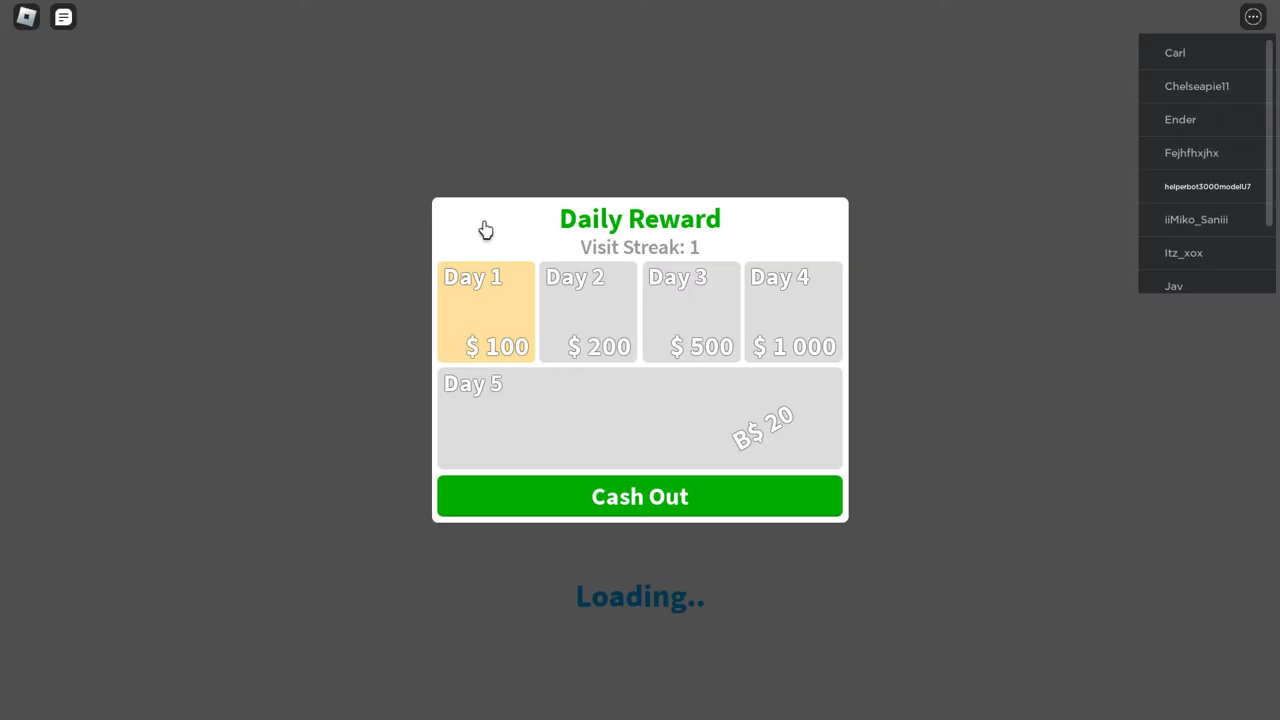 Carl
Chelseapie11
Ender
Fejhfhxjhx
helperbot3000modelU7
iiMiko_Saniii
Itz_xox
Jav
Daily Reward
Visit Streak: 1
Day 1
$ 100
Day 2
$ 200
Day 3
$ 500
Day 4
$ 1 000
Day 5
B$ 20
Cash Out
Loading..